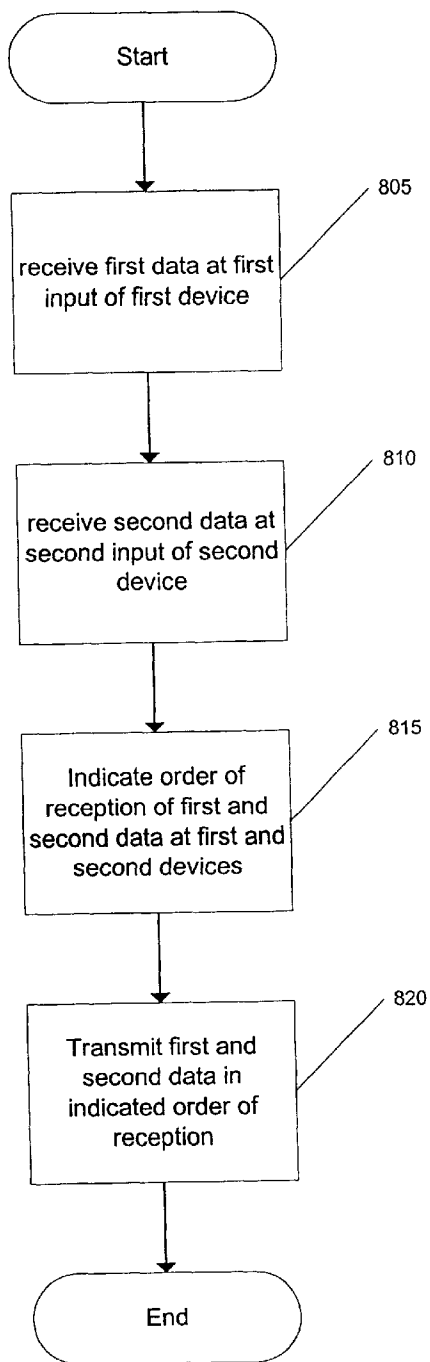 Start
805
receive first data at first
input of first device
810
receive second data at
second input of second
device
815
Indicate order of
reception of first and
second data at first and
second devices
820
Transmit first and
second data in
indicated order of
reception
End